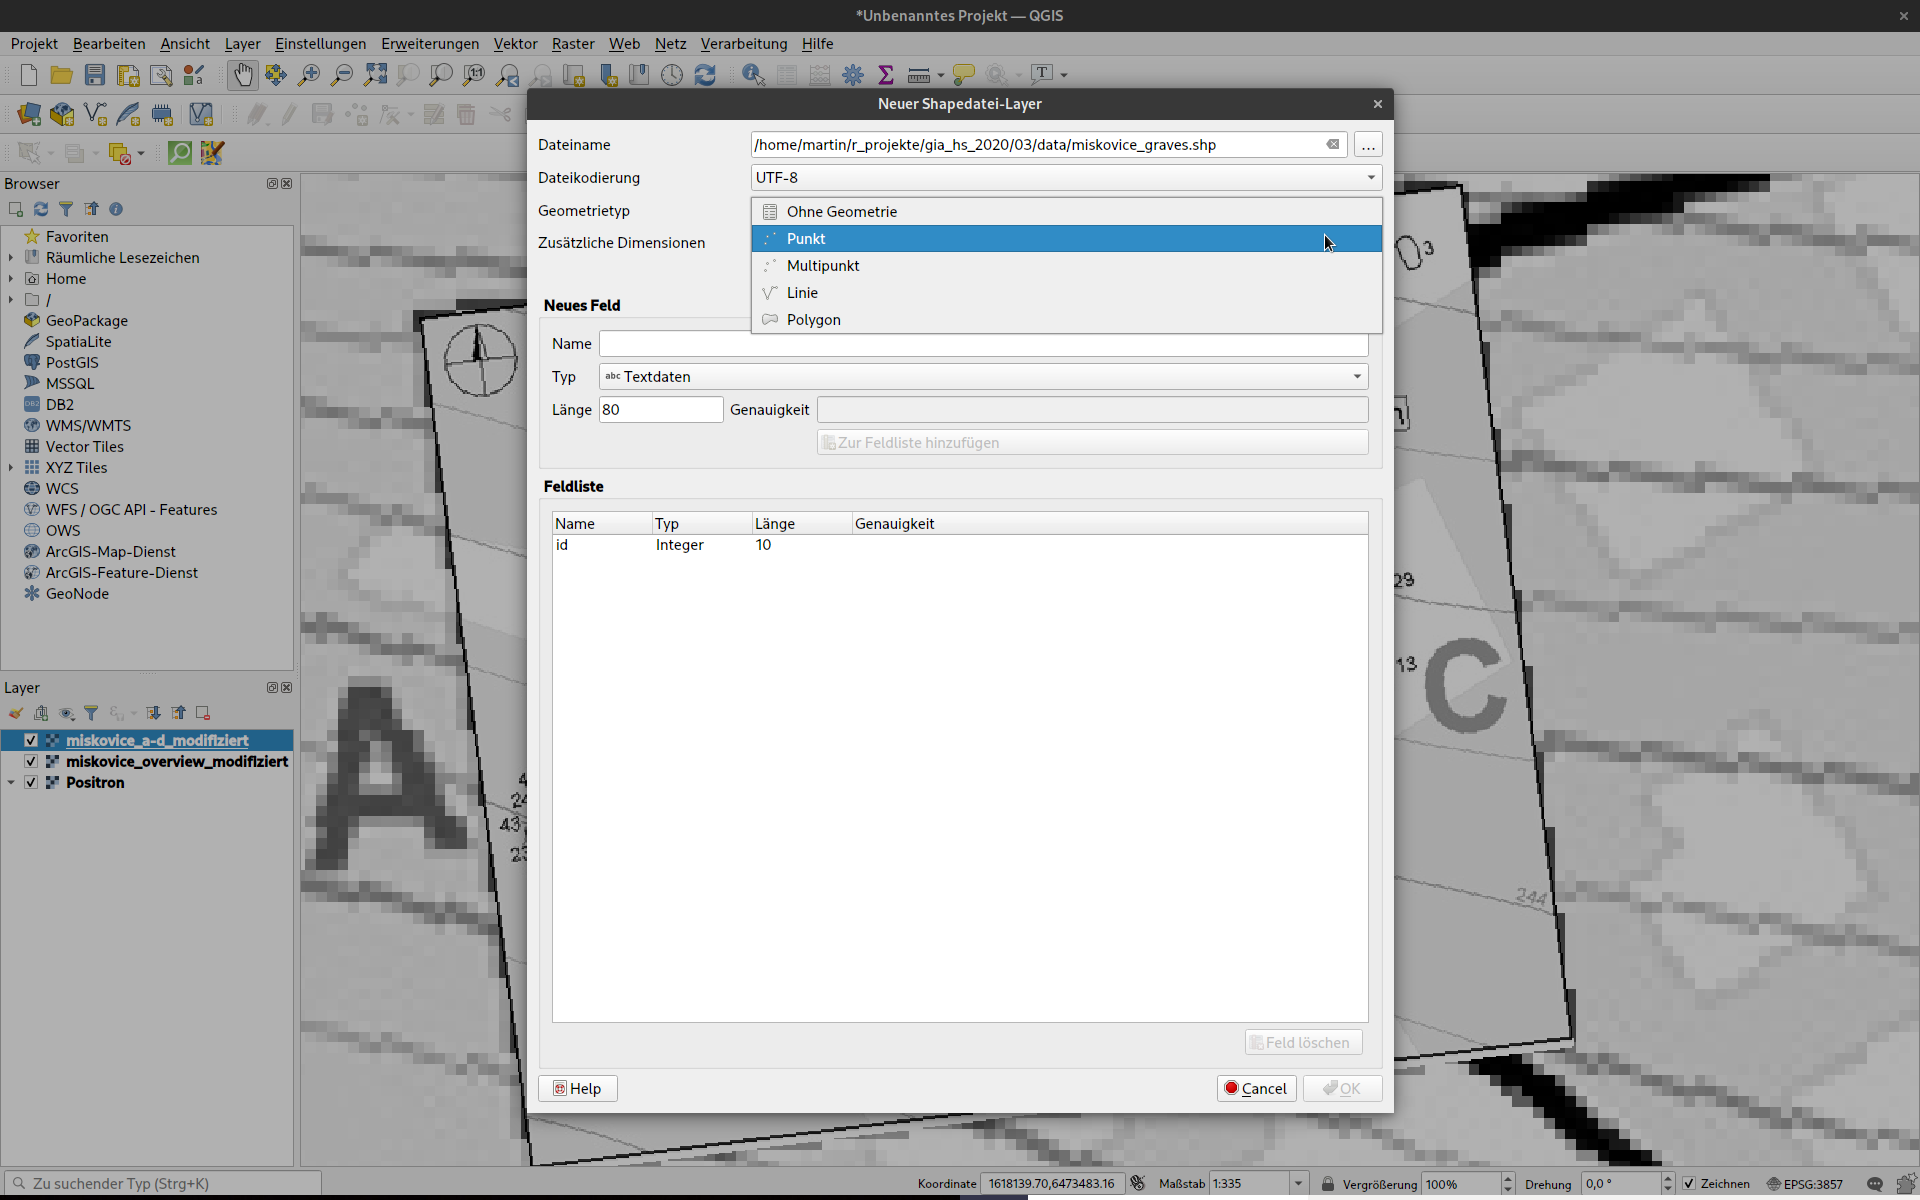 *Unbenanntes Projekt — QGIS
Projekt Bearbeiten Ansicht Layer Einstellungen Erweiterungen Vektor Raster Web Netz Verarbeitung Hilfe
Neuer Shapedatei-Layer
Dateiname /home/martin/r_projekte/gia_hs_2020/03/data/miskovice_graves.shp ...
Dateikodierung UTF-8
Geometrietyp
Ohne Geometrie
Punkt
Multipunkt
Linie
Polygon
Zusätzliche Dimensionen
Neues Feld
Name
Typ abc Textdaten
Länge 80 Genauigkeit
Zur Feldliste hinzufügen
Feldliste
Name Typ Länge Genauigkeit
id Integer 10
Feld löschen
Help Cancel OK
Browser
Favoriten
Räumliche Lesezeichen
Home
/
GeoPackage
SpatiaLite
PostGIS
MSSQL
DB2
WMS/WMTS
Vector Tiles
XYZ Tiles
WCS
WFS / OGC API - Features
OWS
ArcGIS-Map-Dienst
ArcGIS-Feature-Dienst
GeoNode
Layer
miskovice_a-d_modifiziert
miskovice_overview_modifiziert
Positron
A
43
29
13
C
244
Zu suchender Typ (Strg+K)
Koordinate 1618139.70,6473483.16 Maßstab 1:335 Vergrößerung 100% Drehung 0,0 ° Zeichnen EPSG:3857